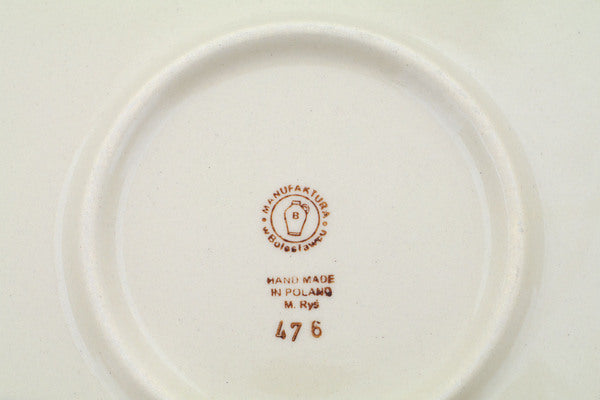 • MANUFAKTURA •
w Bolesławcu
B
HAND MADE
IN POLAND
M. Ryś
476